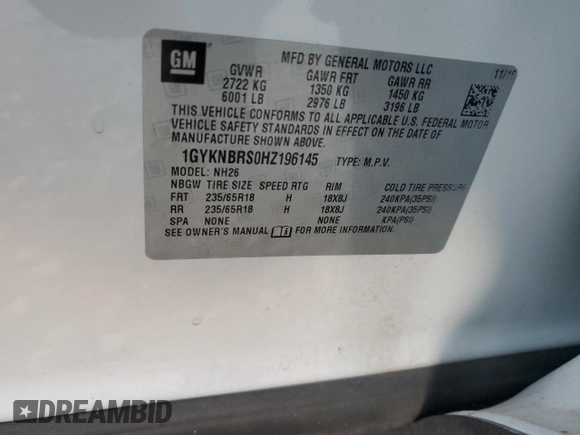 GM
MFD BY GENERAL MOTORS LLC
GVWR GAWR FRT GAWR RR
2722 KG 1350 KG 1450 KG
6001 LB 2976 LB 3196 LB
THIS VEHICLE CONFORMS TO ALL APPLICABLE U.S. FEDERAL MOTOR
VEHICLE SAFETY STANDARDS IN EFFECT ON THE DATE OF
MANUFACTURE SHOWN ABOVE.
1GYKNBRS0HZ196145 TYPE: M.P.V.
MODEL: NH26
NBGW TIRE SIZE SPEED RTG RIM COLD TIRE PRESSURE
FRT 235/65R18 H 18X8J 240KPA(35PSI)
RR 235/65R18 H 18X8J 240KPA(35PSI)
SPA NONE NONE KPA(PSI)
SEE OWNER'S MANUAL FOR MORE INFORMATION.
DREAMBID